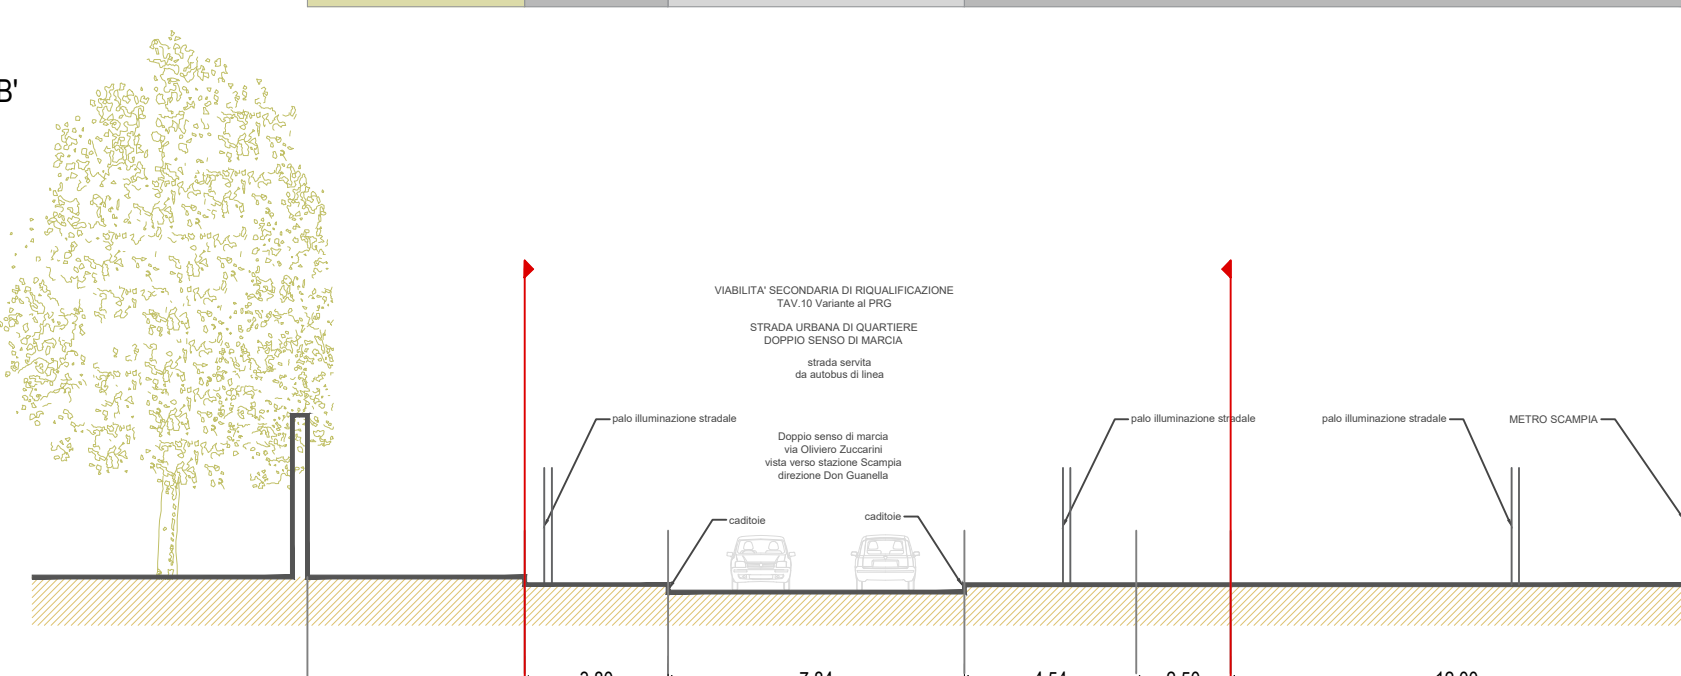 B'
VIABILITA' SECONDARIA DI RIQUALIFICAZIONE
TAV.10 Variante al PRG
STRADA URBANA DI QUARTIERE
DOPPIO SENSO DI MARCIA
strada servita
da autobus di linea
palo illuminazione stradale
palo illuminazione stradale
palo illuminazione stradale
METRO SCAMPIA
Doppio senso di marcia
via Oliviero Zuccarini
vista verso stazione Scampia
direzione Don Guanella
caditoie
caditoie